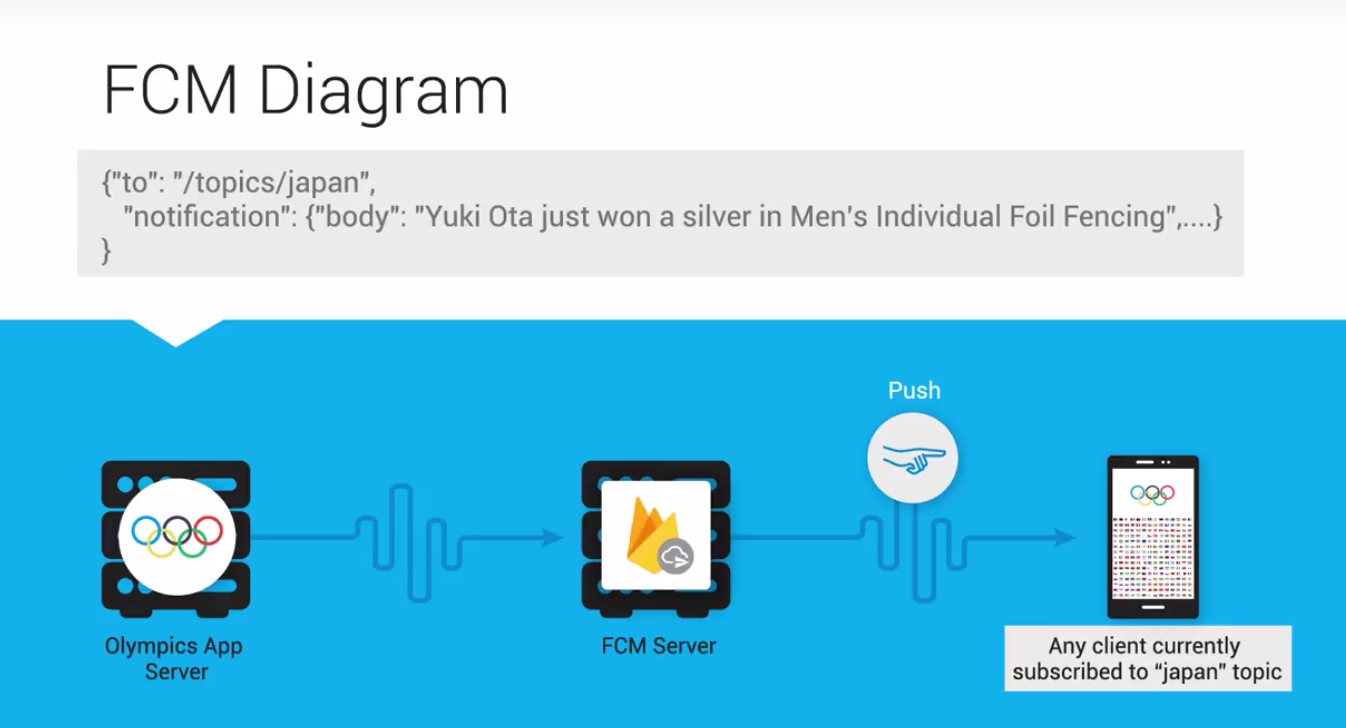 FCM Diagram
{"to": "/topics/japan",
"notification": {"body": "Yuki Ota just won a silver in Men's Individual Foil Fencing",....}
}
Push
Olympics App
Server
FCM Server
Any client currently
subscribed to “japan” topic